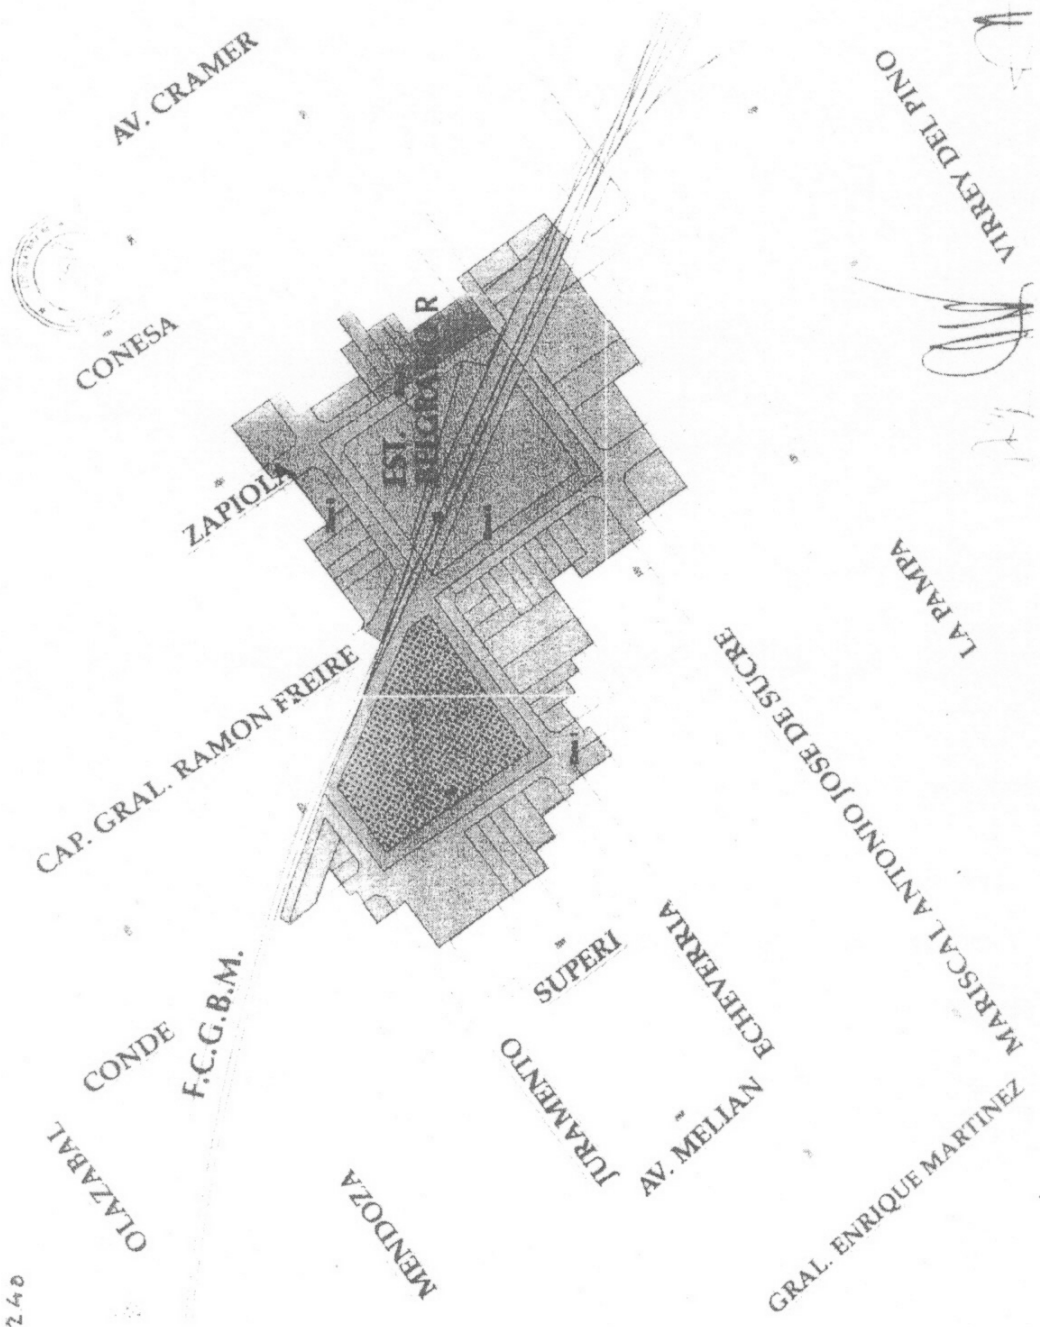 AV. CRAMER
VIRREY DEL PINO
CONESA
EST.
BELGRANO R
ZAPIOLA
LA PAMPA
CAP. GRAL. RAMON FREIRE
MARISCAL ANTONIO JOSE DE SUCRE
F.C.G.B.M.
SUPERI
ECHEVERRIA
CONDE
JURAMENTO
AV. MELIAN
OLAZABAL
MENDOZA
GRAL. ENRIQUE MARTINEZ
240